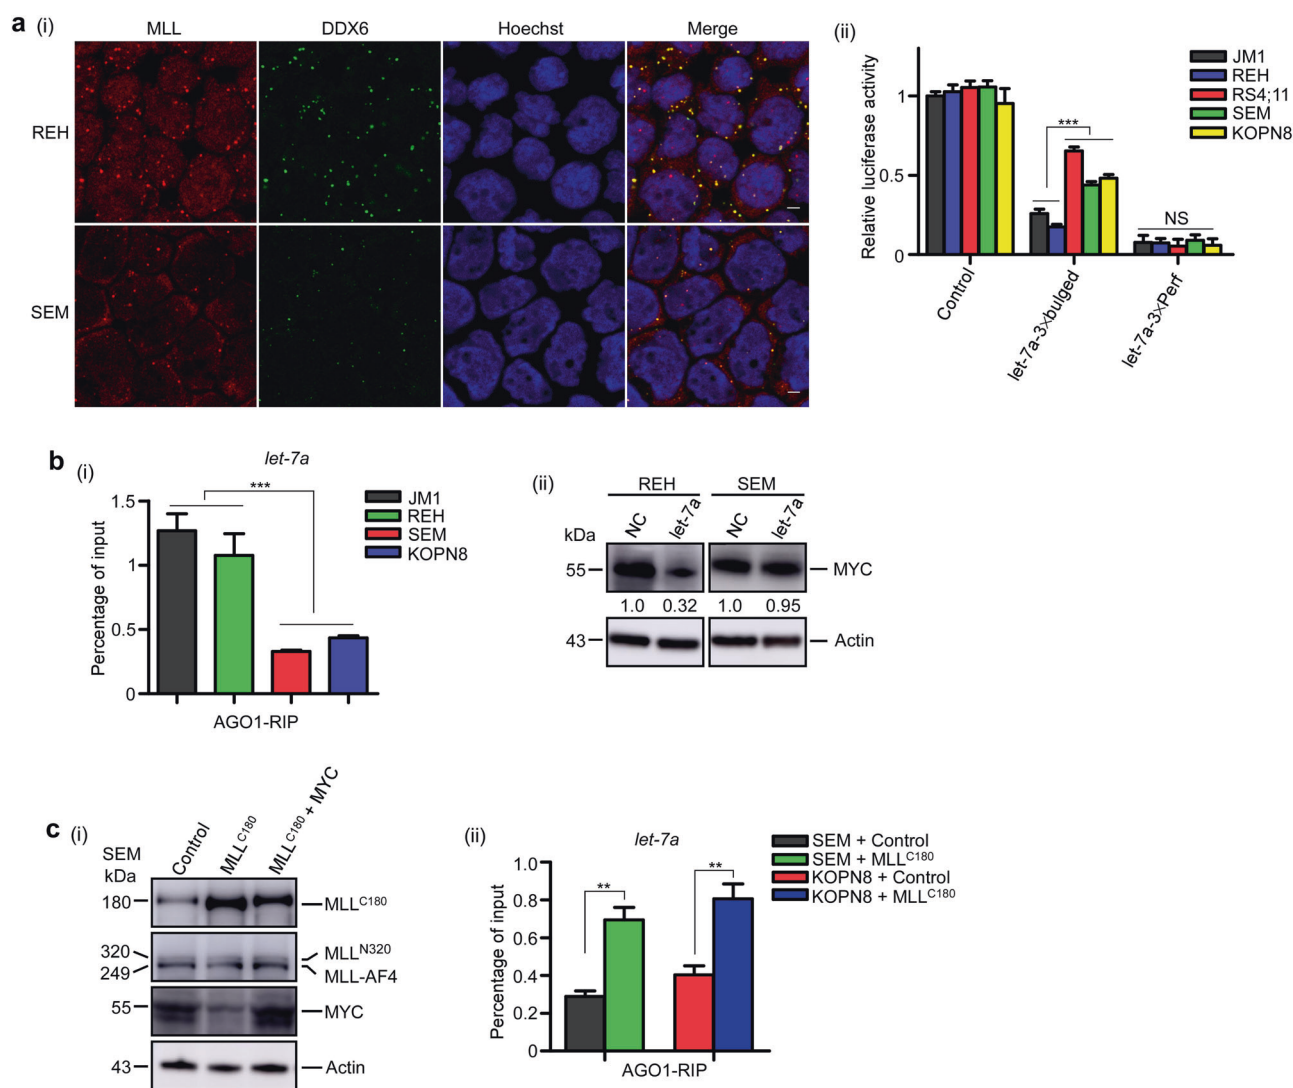 a (i)
MLL DDX6 Hoechst Merge
REH
SEM
(ii)
Relative luciferase activity
1
0.5
0
***
NS
JM1
REH
RS4;11
SEM
KOPN8
Control
let-7a-3×bulged
let-7a-3×Perf
b (i)
let-7a
***
Percentage of input
1.5
1
0.5
0
AGO1-RIP
JM1
REH
SEM
KOPN8
(ii)
REH SEM
NC let-7a NC let-7a
kDa
55 MYC
1.0 0.32 1.0 0.95
43 Actin
c (i)
Control MLL^C180 MLL^C180 + MYC
SEM
kDa
180 MLL^C180
320 MLL^N320
249 MLL-AF4
55 MYC
43 Actin
(ii)
let-7a
Percentage of input
1.0
0.8
0.6
0.4
0.2
0
** **
AGO1-RIP
SEM + Control
SEM + MLL^C180
KOPN8 + Control
KOPN8 + MLL^C180